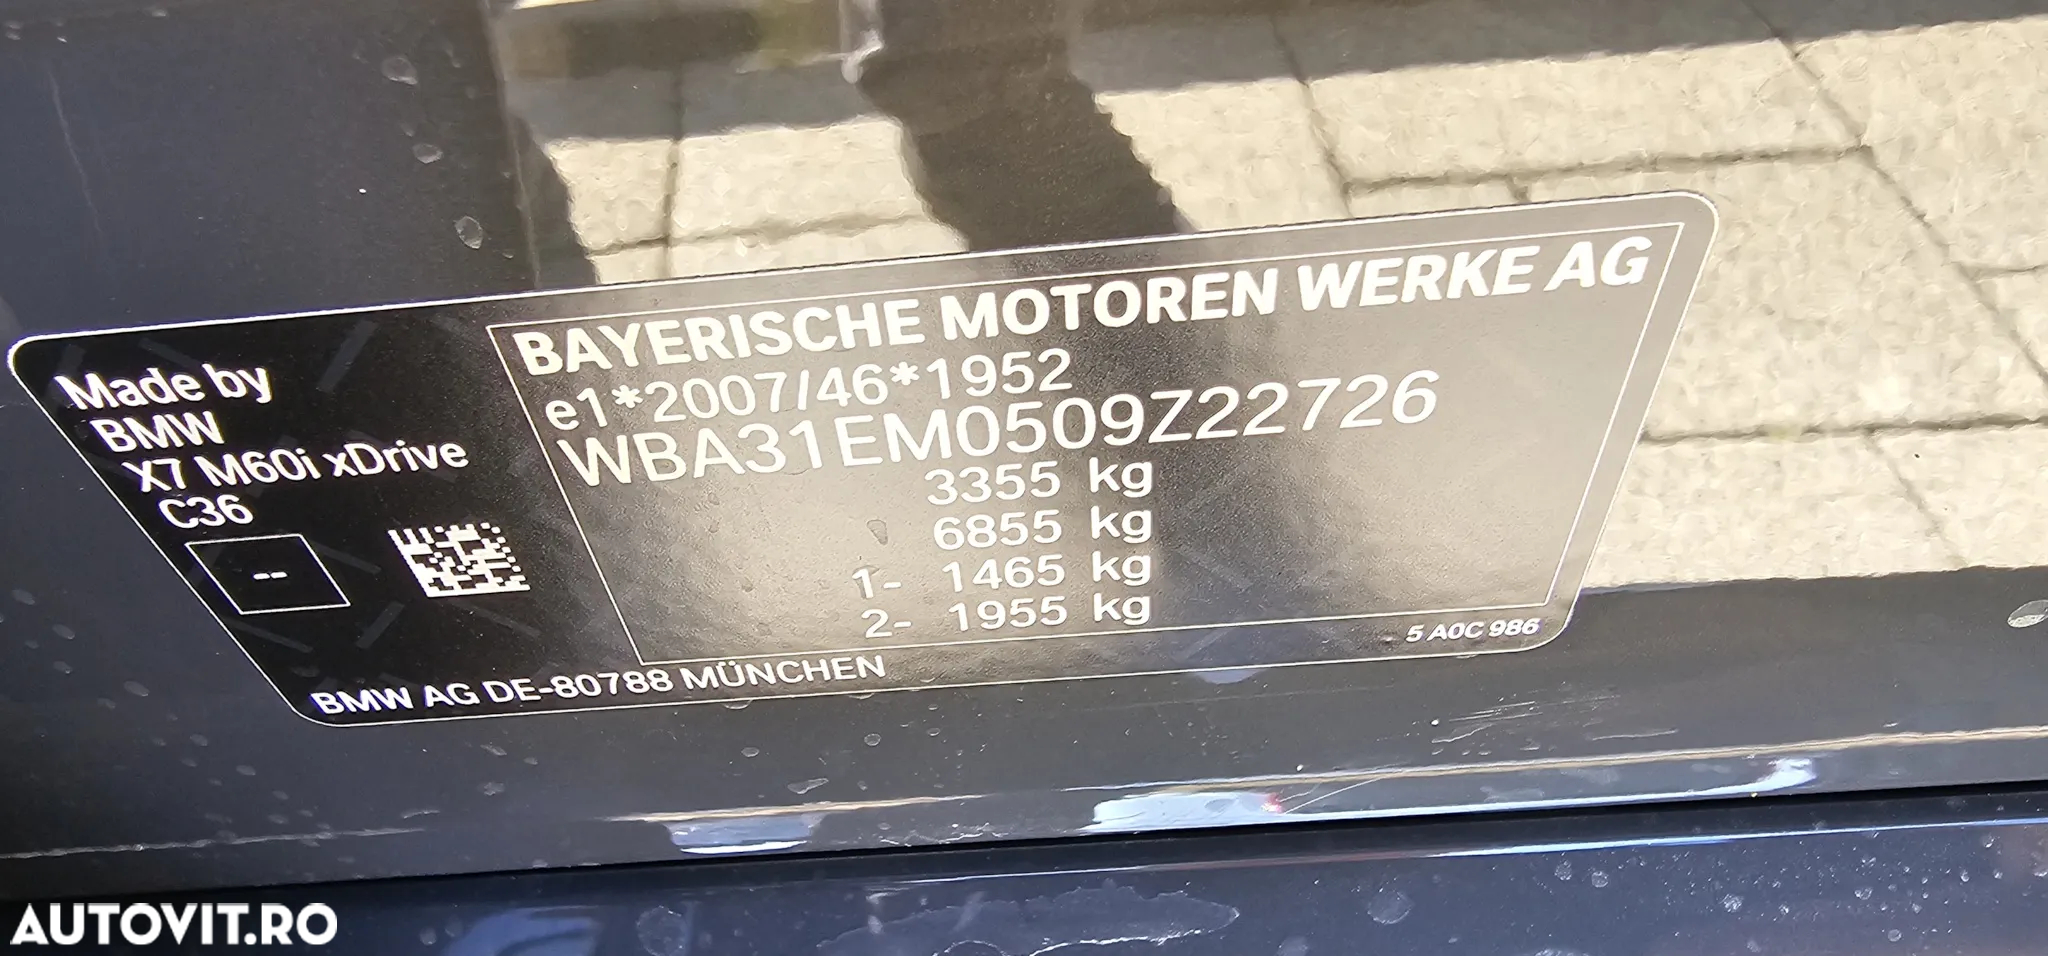 Made by
BMW
X7 M60i xDrive
C36
--
BAYERISCHE MOTOREN WERKE AG
e1*2007/46*1952
WBA31EM0509Z22726
3355 kg
6855 kg
1- 1465 kg
2- 1955 kg
5 A0C 986
BMW AG DE-80788 MÜNCHEN
AUTOVIT.RO